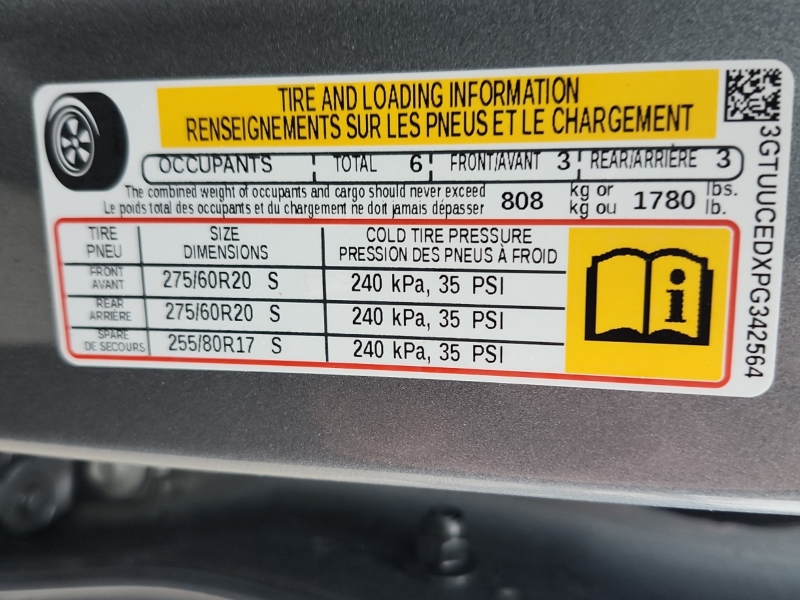 TIRE AND LOADING INFORMATION
RENSEIGNEMENTS SUR LES PNEUS ET LE CHARGEMENT
OCCUPANTS TOTAL 6 FRONT/AVANT 3 REAR/ARRIÈRE 3
The combined weight of occupants and cargo should never exceed 808 kg or 1780 lbs.
Le poids total des occupants et du chargement ne doit jamais dépasser kg ou lb.
TIRE SIZE COLD TIRE PRESSURE
PNEU DIMENSIONS PRESSION DES PNEUS À FROID
FRONT
AVANT 275/60R20 S 240 kPa, 35 PSI
REAR
ARRIÈRE 275/60R20 S 240 kPa, 35 PSI
SPARE
DE SECOURS 255/80R17 S 240 kPa, 35 PSI
i
3GTUUCEDXPG342564